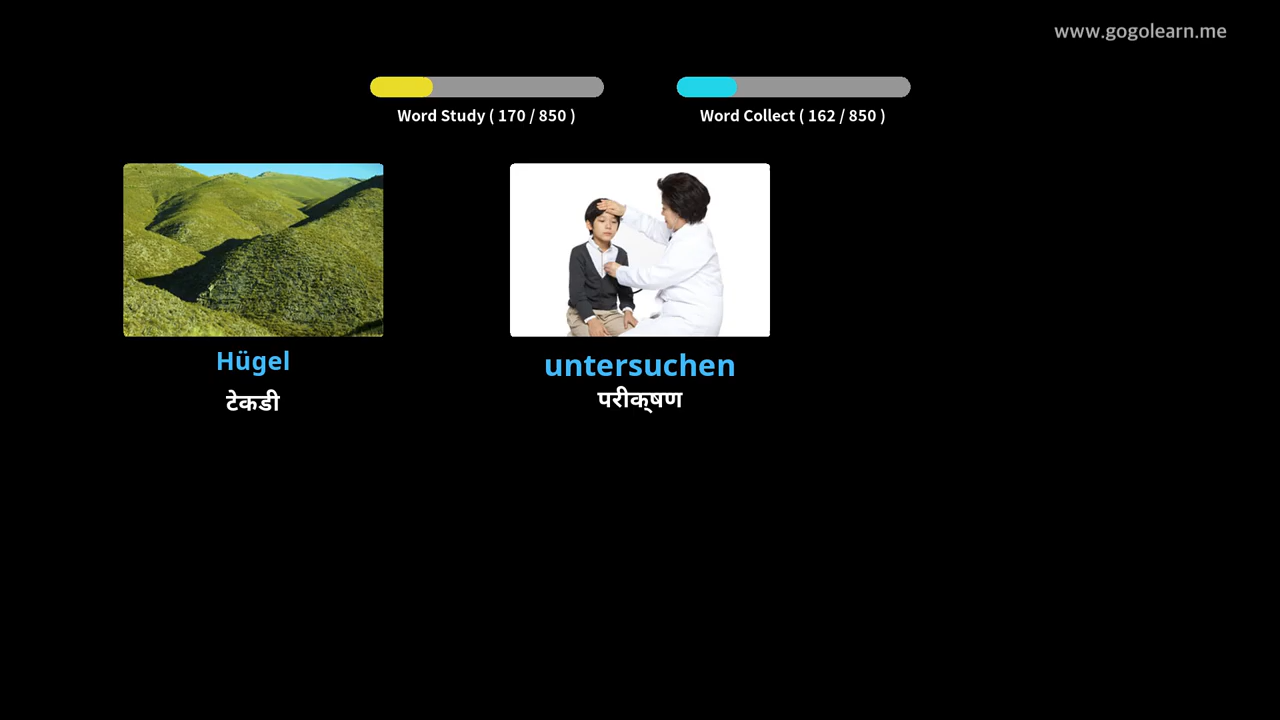 www.gogolearn.me
Word Study ( 170 / 850 )
Word Collect ( 162 / 850 )
Hügel
टेकडी
untersuchen
परीक्षण